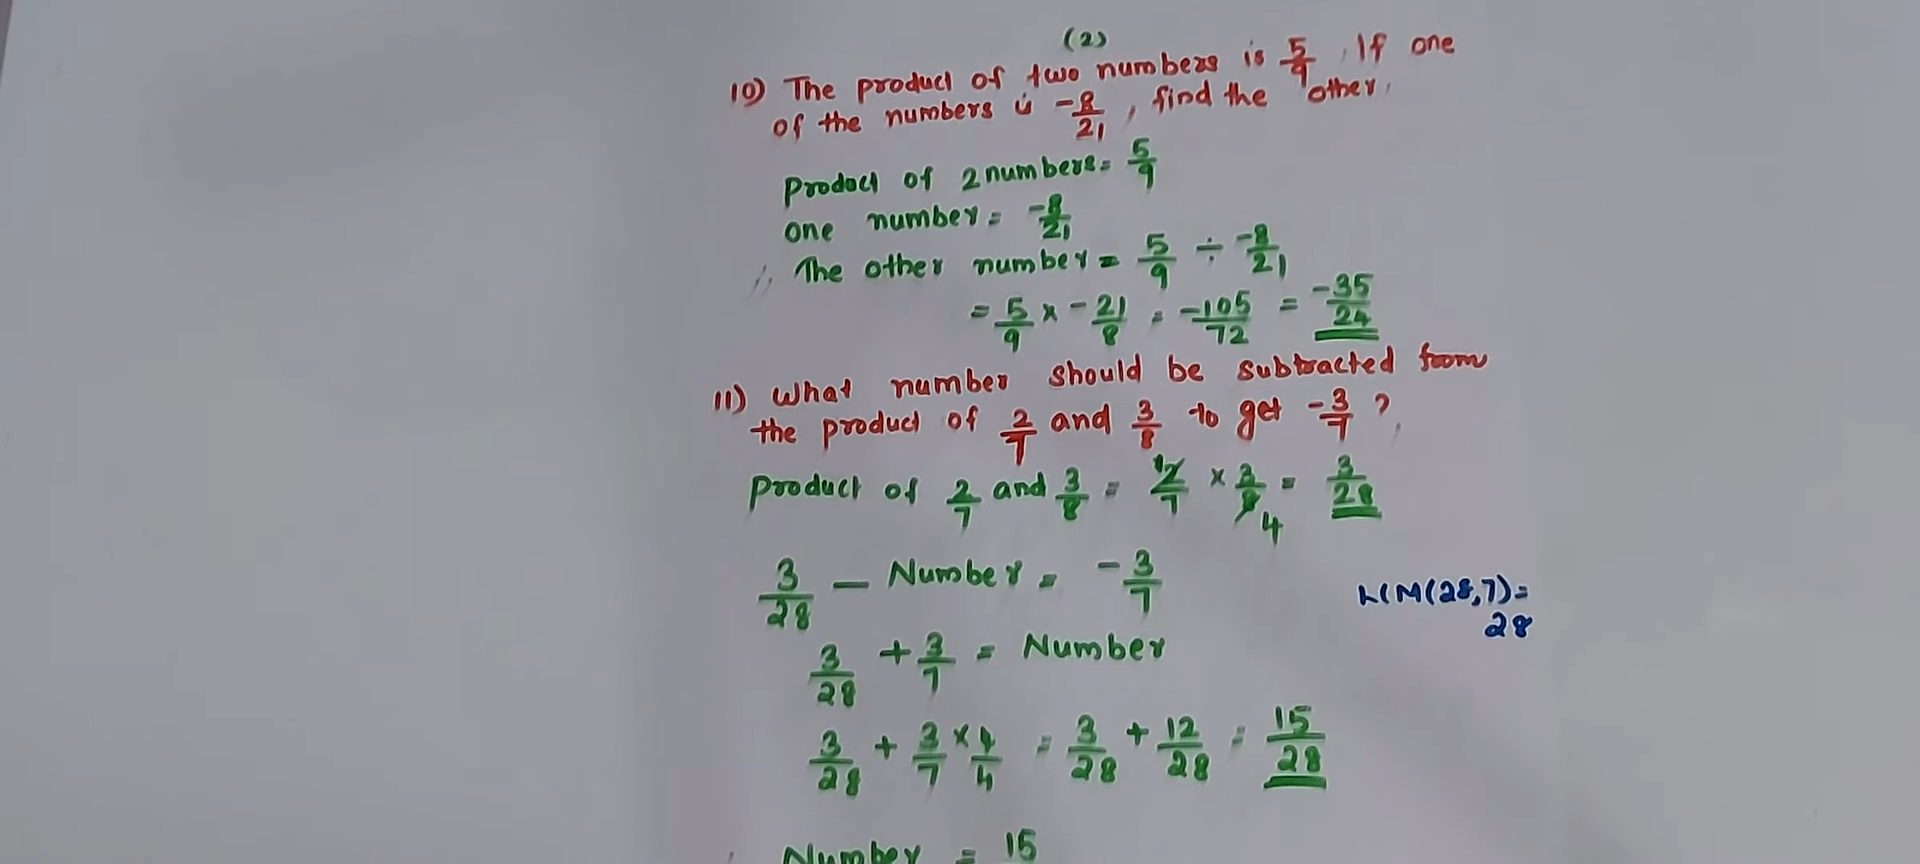 (2)
10) The product of two numbers is 5/9. If one
of the numbers is -8/21, find the other.
Product of 2 numbers = 5/9
one number = -8/21
∴ The other number = 5/9 ÷ -8/21
= 5/9 × -21/8 = -105/72 = -35/24
11) What number should be subtracted from
the product of 2/7 and 3/8 to get -3/7?
Product of 2/7 and 3/8 = 1 2/7 × 3/8 4 = 3/28
3/28 - Number = -3/7
LCM(28,7)=
28
3/28 + 3/7 = Number
3/28 + 3/7 × 4/4 = 3/28 + 12/28 = 15/28
Number = 15